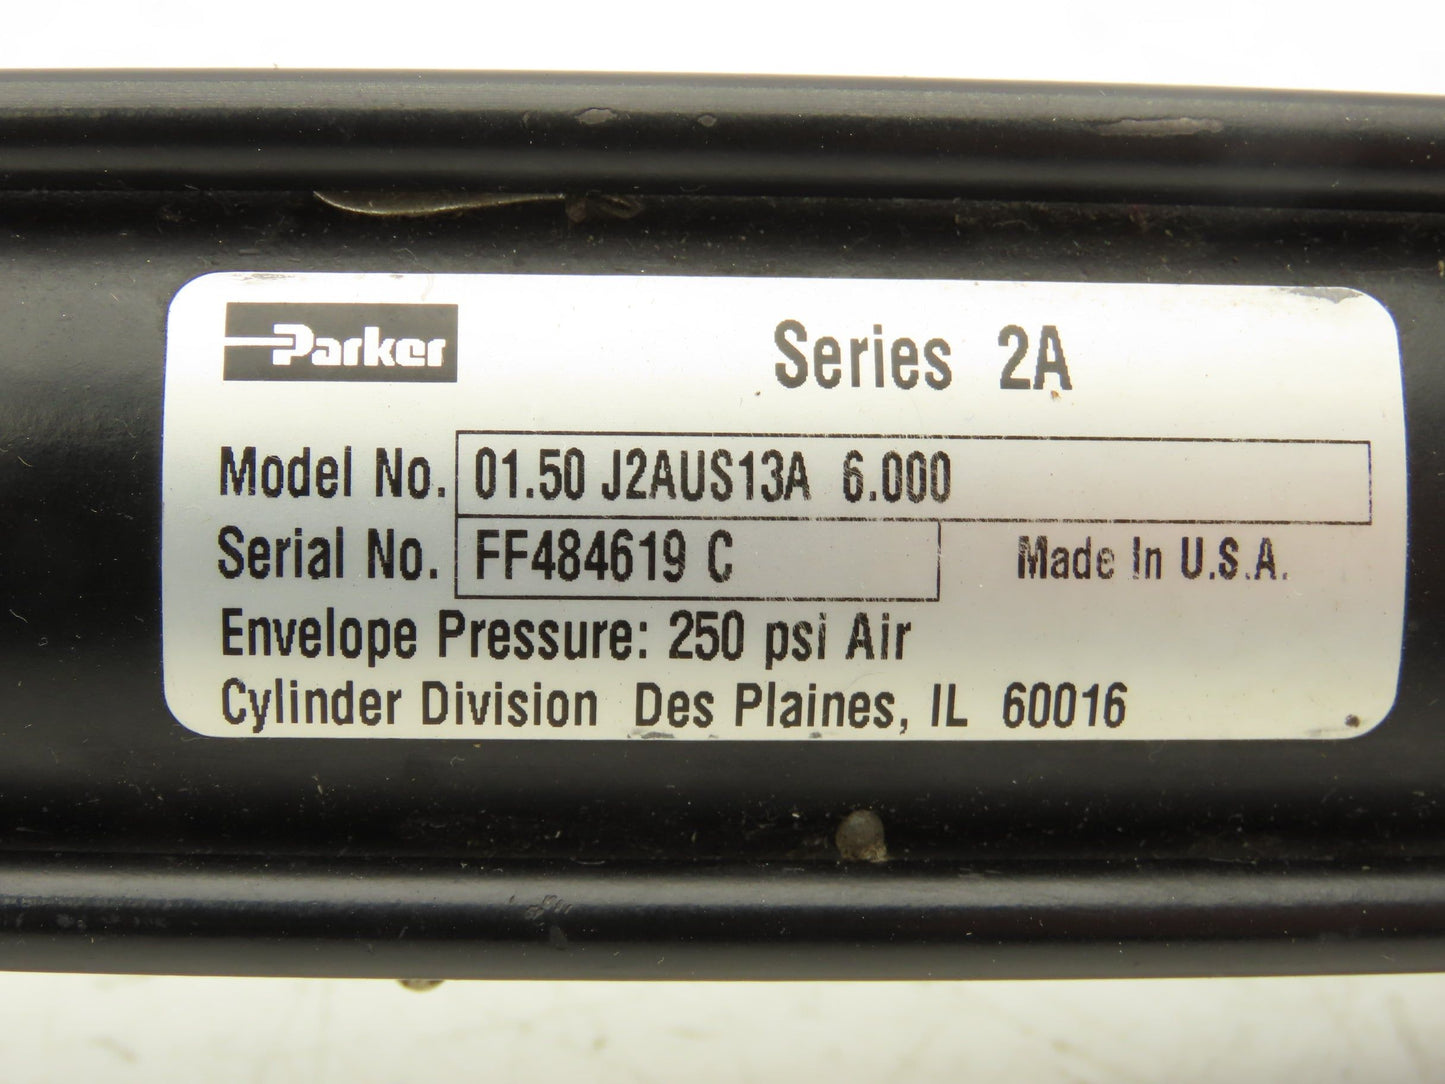 Parker
Series 2A
Model No. 01.50 J2AUS13A 6.000
Serial No. FF484619 C Made In U.S.A.
Envelope Pressure: 250 psi Air
Cylinder Division Des Plaines, IL 60016